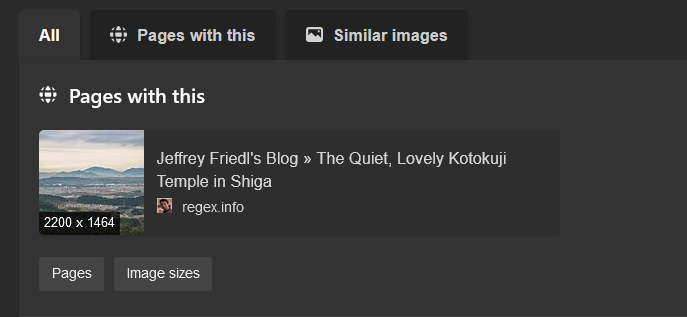 All
Pages with this
Similar images
Pages with this
Jeffrey Friedl's Blog » The Quiet, Lovely Kotokuji
Temple in Shiga
regex.info
2200 x 1464
Pages
Image sizes